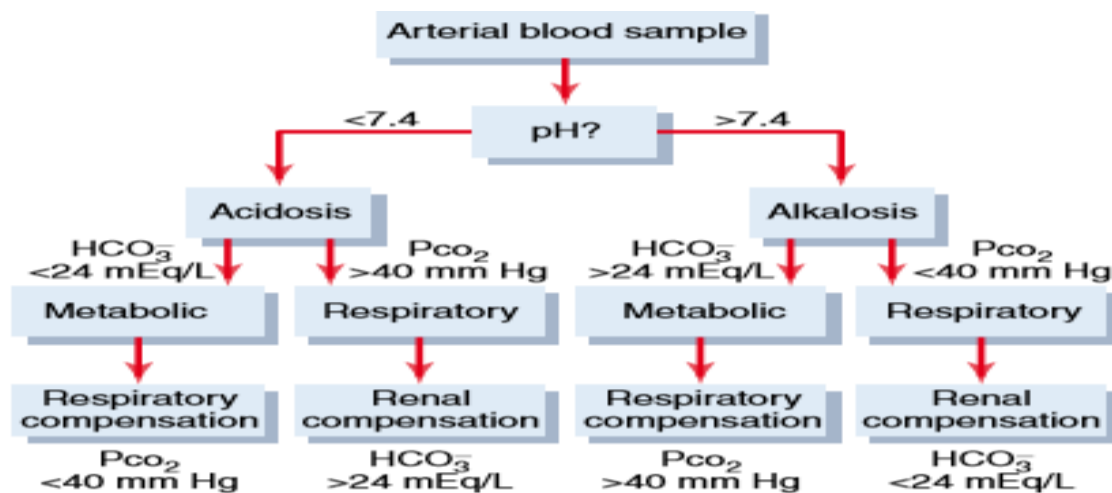 Arterial blood sample
<7.4
pH?
>7.4
Acidosis
Alkalosis
HCO₃⁻
<24 mEq/L
Pco₂
>40 mm Hg
HCO₃⁻
>24 mEq/L
Pco₂
<40 mm Hg
Metabolic
Respiratory
Metabolic
Respiratory
Respiratory
compensation
Renal
compensation
Respiratory
compensation
Renal
compensation
Pco₂
<40 mm Hg
HCO₃⁻
>24 mEq/L
Pco₂
>40 mm Hg
HCO₃⁻
<24 mEq/L